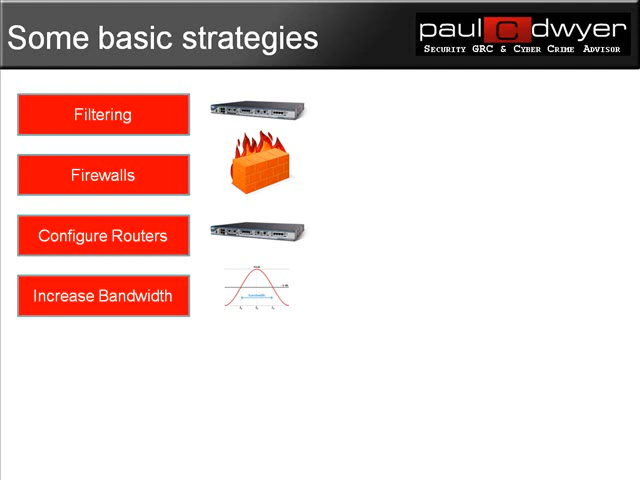 Some basic strategies
paul C dwyer
Security GRC & Cyber Crime Advisor
Filtering
Firewalls
Configure Routers
Increase Bandwidth